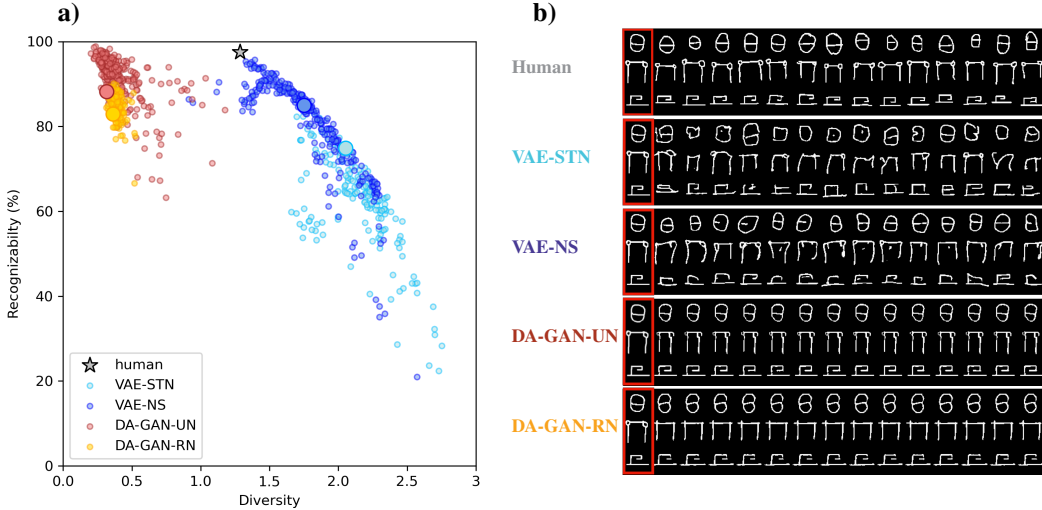 a)
100
80
60
40
20
0
Recognizabilty (%)
0.0 0.5 1.0 1.5 2.0 2.5 3
Diversity
human
VAE-STN
VAE-NS
DA-GAN-UN
DA-GAN-RN
b)
Human
VAE-STN
VAE-NS
DA-GAN-UN
DA-GAN-RN